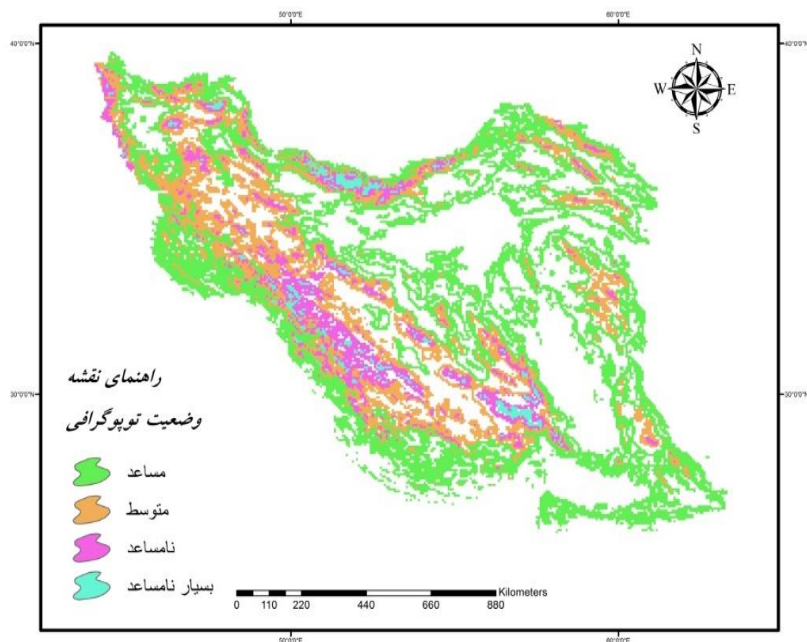 50°0'0"E 60°0'0"E
40°0'0"N 40°0'0"N
N
W E
S
30°0'0"N 30°0'0"N
راهنمای نقشه
وضعیت توپوگرافی
مساعد
متوسط
نامساعد
بسیار نامساعد
Kilometers
0 110 220 440 660 880
50°0'0"E 60°0'0"E